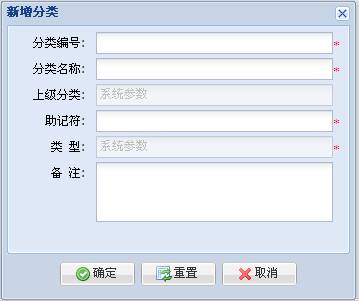 新增分类
分类编号: *
分类名称: *
上级分类: 系统参数
助记符: *
类 型: 系统参数 *
备 注:
确定 重置 取消